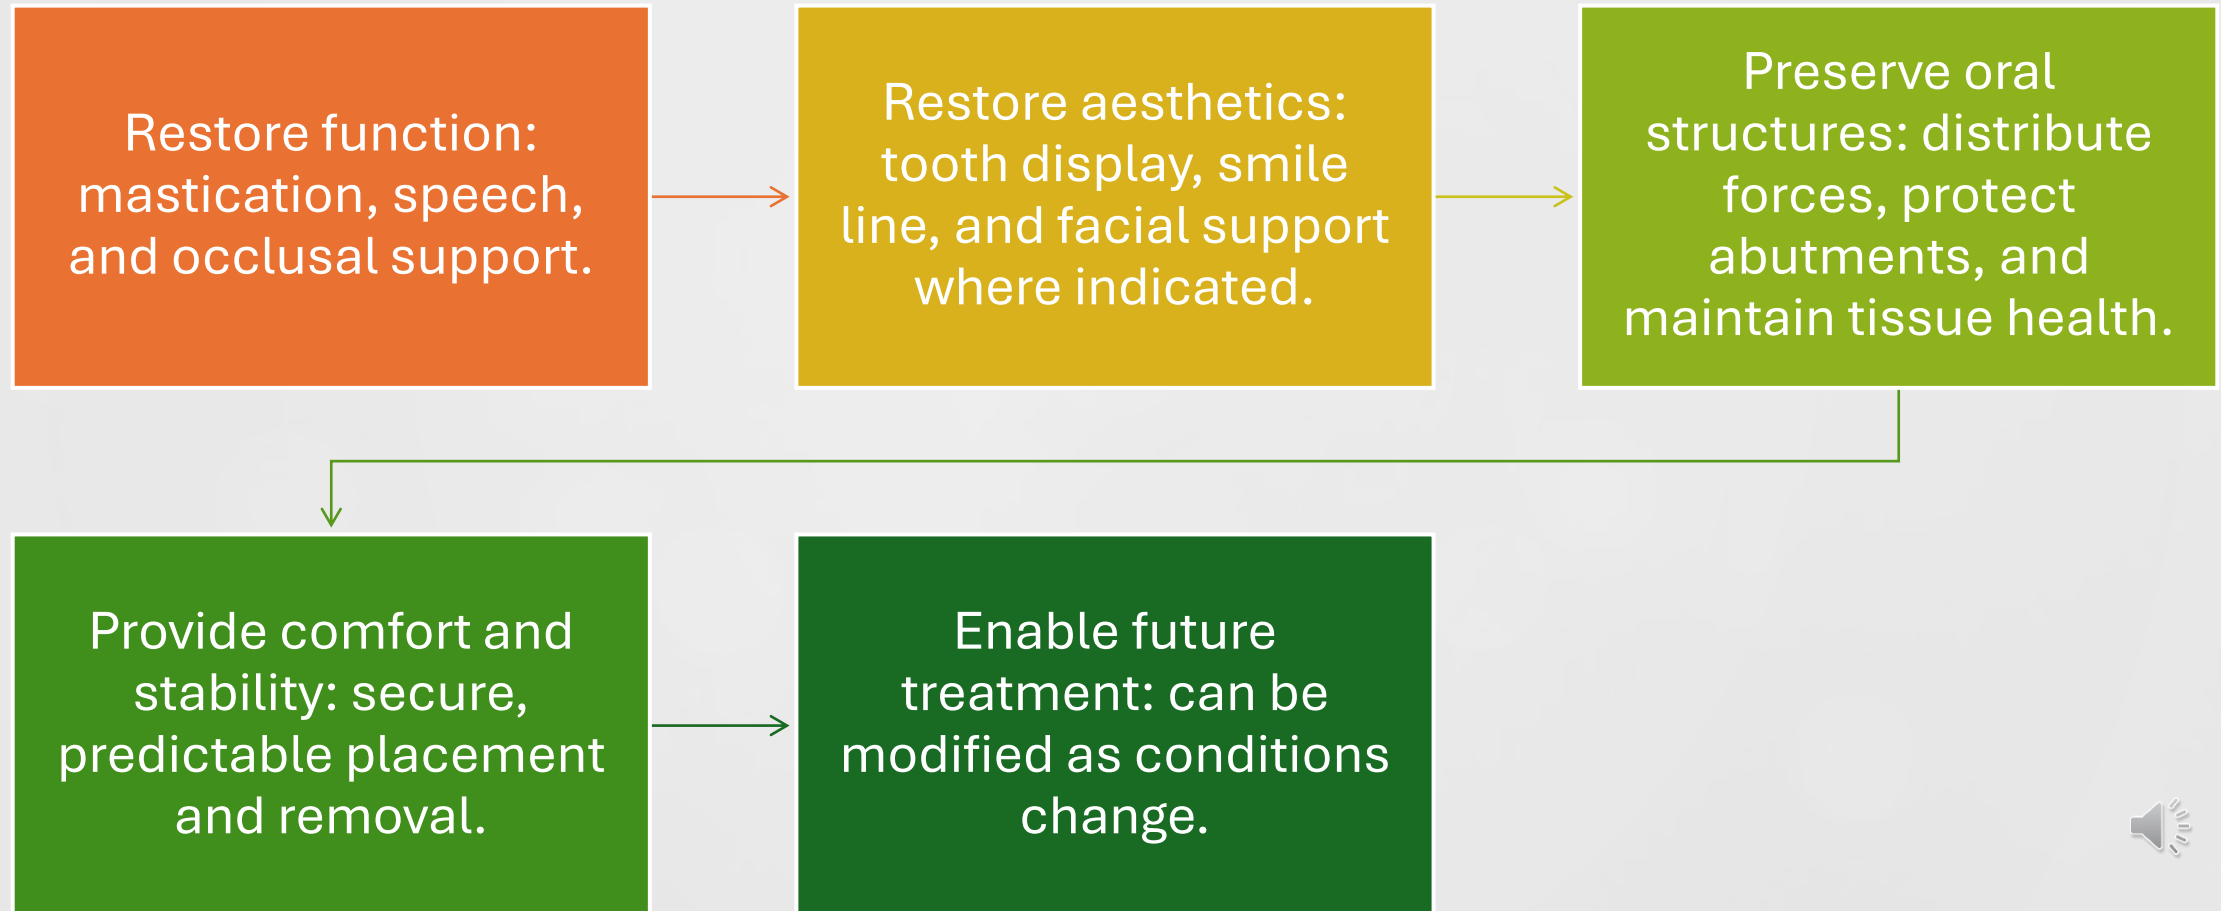 Restore function:
mastication, speech,
and occlusal support.
Restore aesthetics:
tooth display, smile
line, and facial support
where indicated.
Preserve oral
structures: distribute
forces, protect
abutments, and
maintain tissue health.
Provide comfort and
stability: secure,
predictable placement
and removal.
Enable future
treatment: can be
modified as conditions
change.